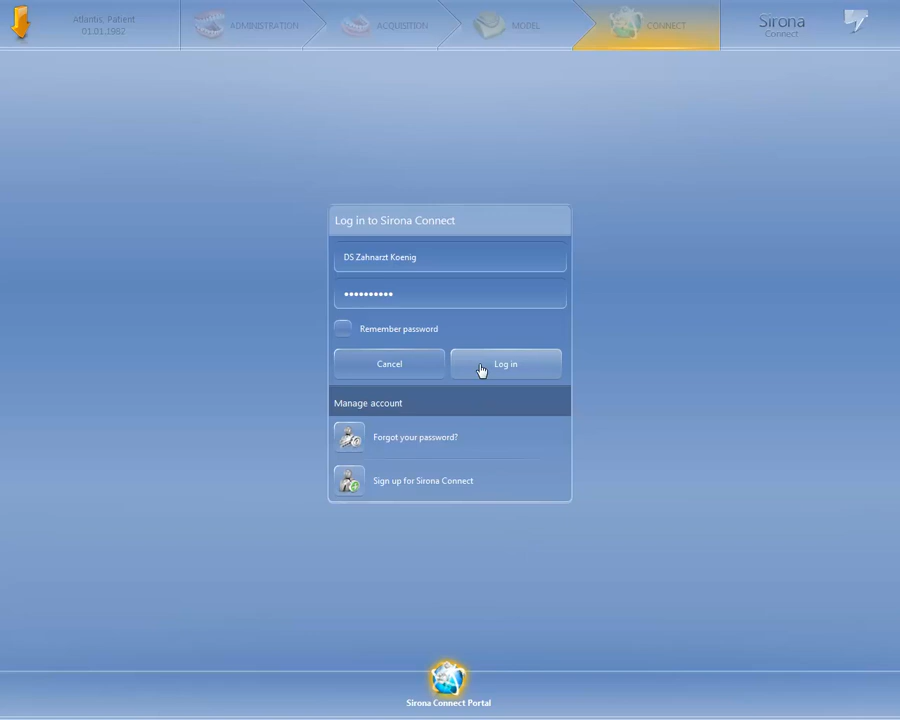 Atlantis, Patient
01.01.1962
ADMINISTRATION
ACQUISITION
MODEL
CONNECT
Sirona
Connect
Log in to Sirona Connect
DS Zahnarzt Koenig
••••••••••
Remember password
Cancel
Log in
Manage account
Forgot your password?
Sign up for Sirona Connect
Sirona Connect Portal